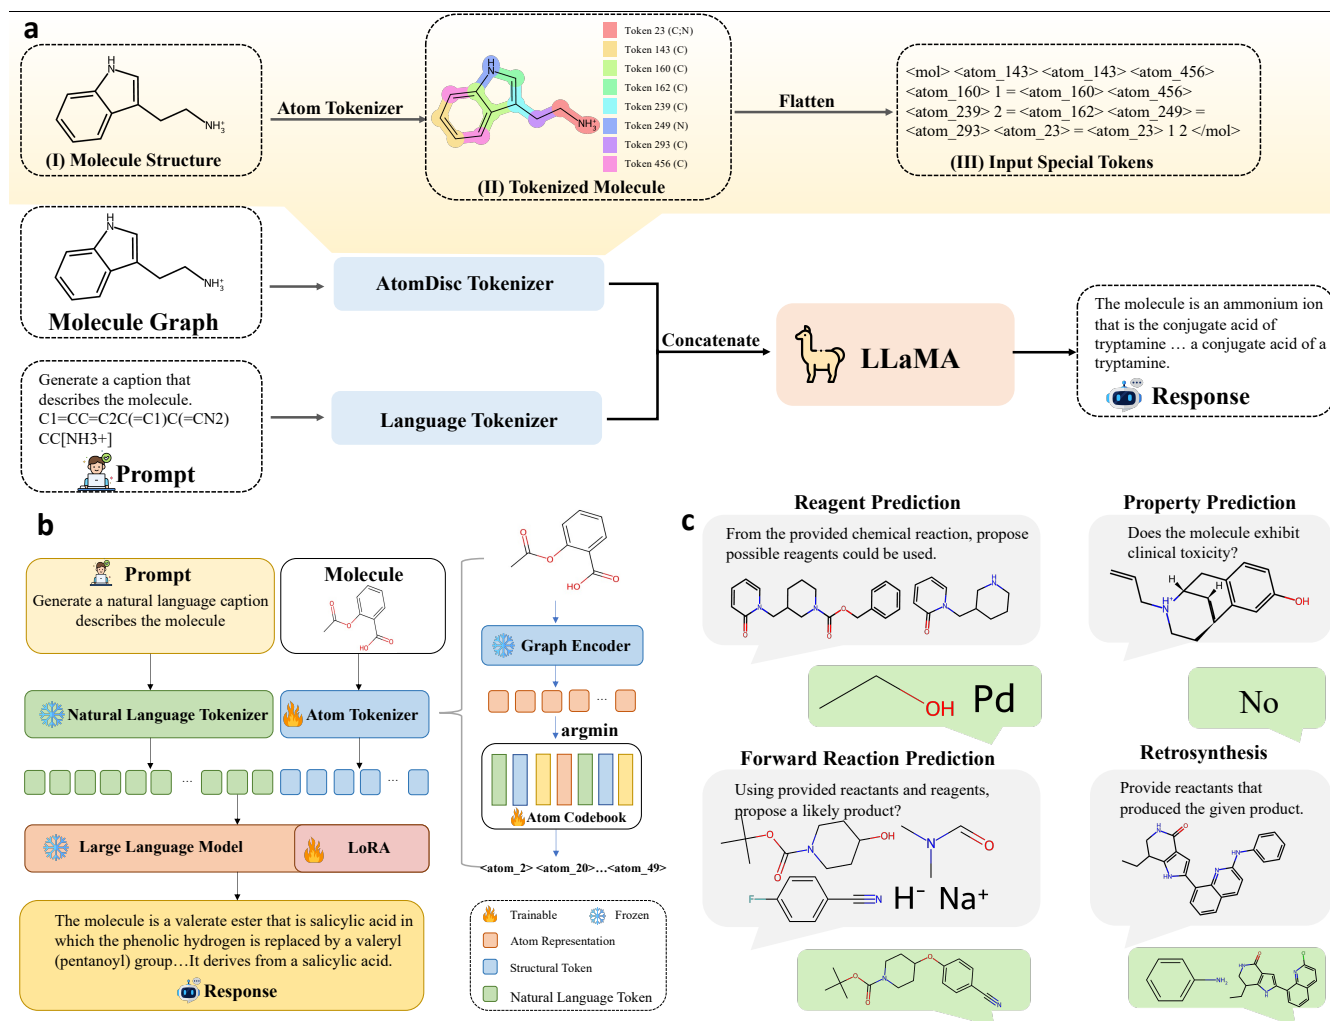 a
(I) Molecule Structure
Atom Tokenizer
Token 23 (C;N)
Token 143 (C)
Token 160 (C)
Token 162 (C)
Token 239 (C)
Token 249 (N)
Token 293 (C)
Token 456 (C)
(II) Tokenized Molecule
Flatten
<mol> <atom_143> <atom_143> <atom_456>
<atom_160> 1 = <atom_160> <atom_456>
<atom_239> 2 = <atom_162> <atom_249> =
<atom_293> <atom_23> = <atom_23> 1 2 </mol>
(III) Input Special Tokens
Molecule Graph
AtomDisc Tokenizer
Generate a caption that
describes the molecule.
C1=CC=C2C(=C1)C(=CN2)
CC[NH3+]
Prompt
Language Tokenizer
Concatenate
LLaMA
The molecule is an ammonium ion
that is the conjugate acid of
tryptamine … a conjugate acid of a
tryptamine.
Response
b
Prompt
Generate a natural language caption
describes the molecule
Molecule
Natural Language Tokenizer
Atom Tokenizer
...
...
Large Language Model
LoRA
The molecule is a valerate ester that is salicylic acid in
which the phenolic hydrogen is replaced by a valeryl
(pentanoyl) group…It derives from a salicylic acid.
Response
Graph Encoder
...
argmin
Atom Codebook
<atom_2> <atom_20>…<atom_49>
Trainable
Frozen
Atom Representation
Structural Token
Natural Language Token
c
Reagent Prediction
From the provided chemical reaction, propose
possible reagents could be used.
OH Pd
Property Prediction
Does the molecule exhibit
clinical toxicity?
No
Forward Reaction Prediction
Using provided reactants and reagents,
propose a likely product?
H⁻ Na⁺
Retrosynthesis
Provide reactants that
produced the given product.